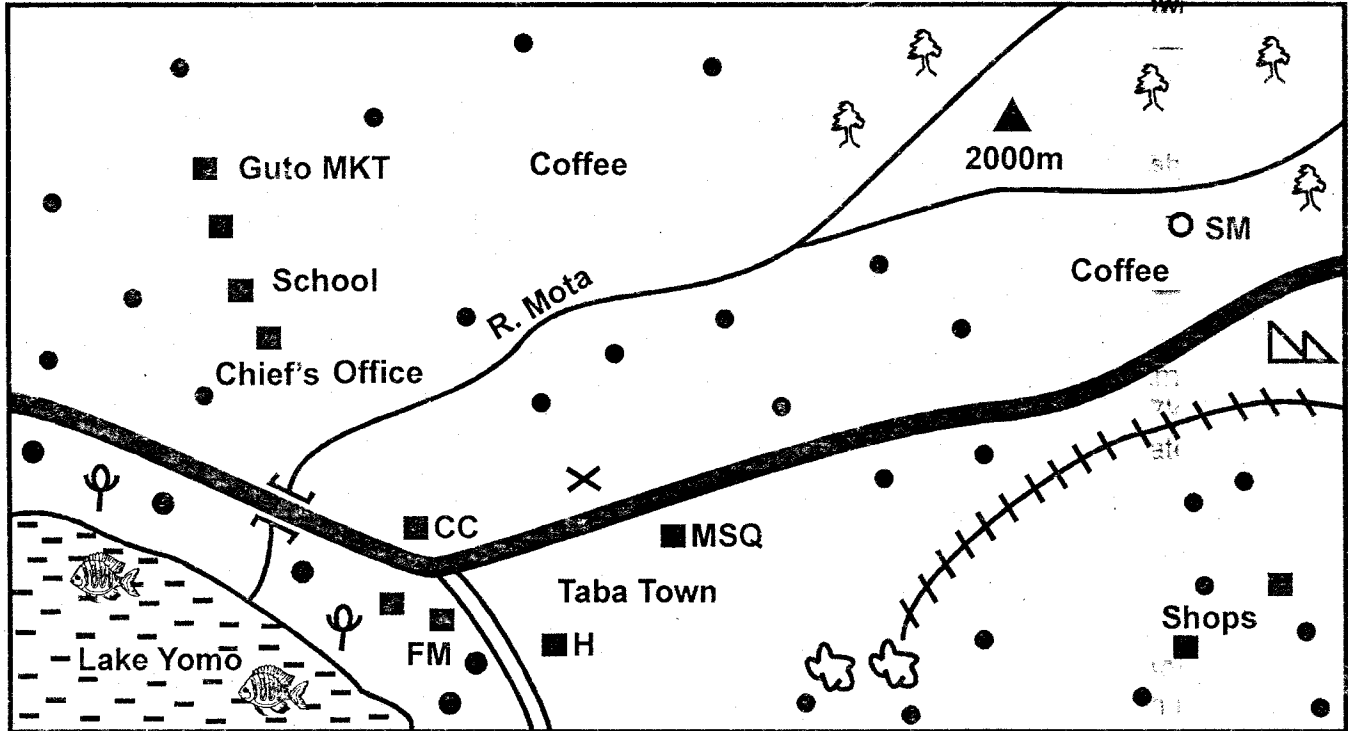 Guto MKT
Coffee
2000m
SM
School
Coffee
R. Mota
Chief's Office
CC
MSQ
Taba Town
Shops
FM
H
Lake Yomo